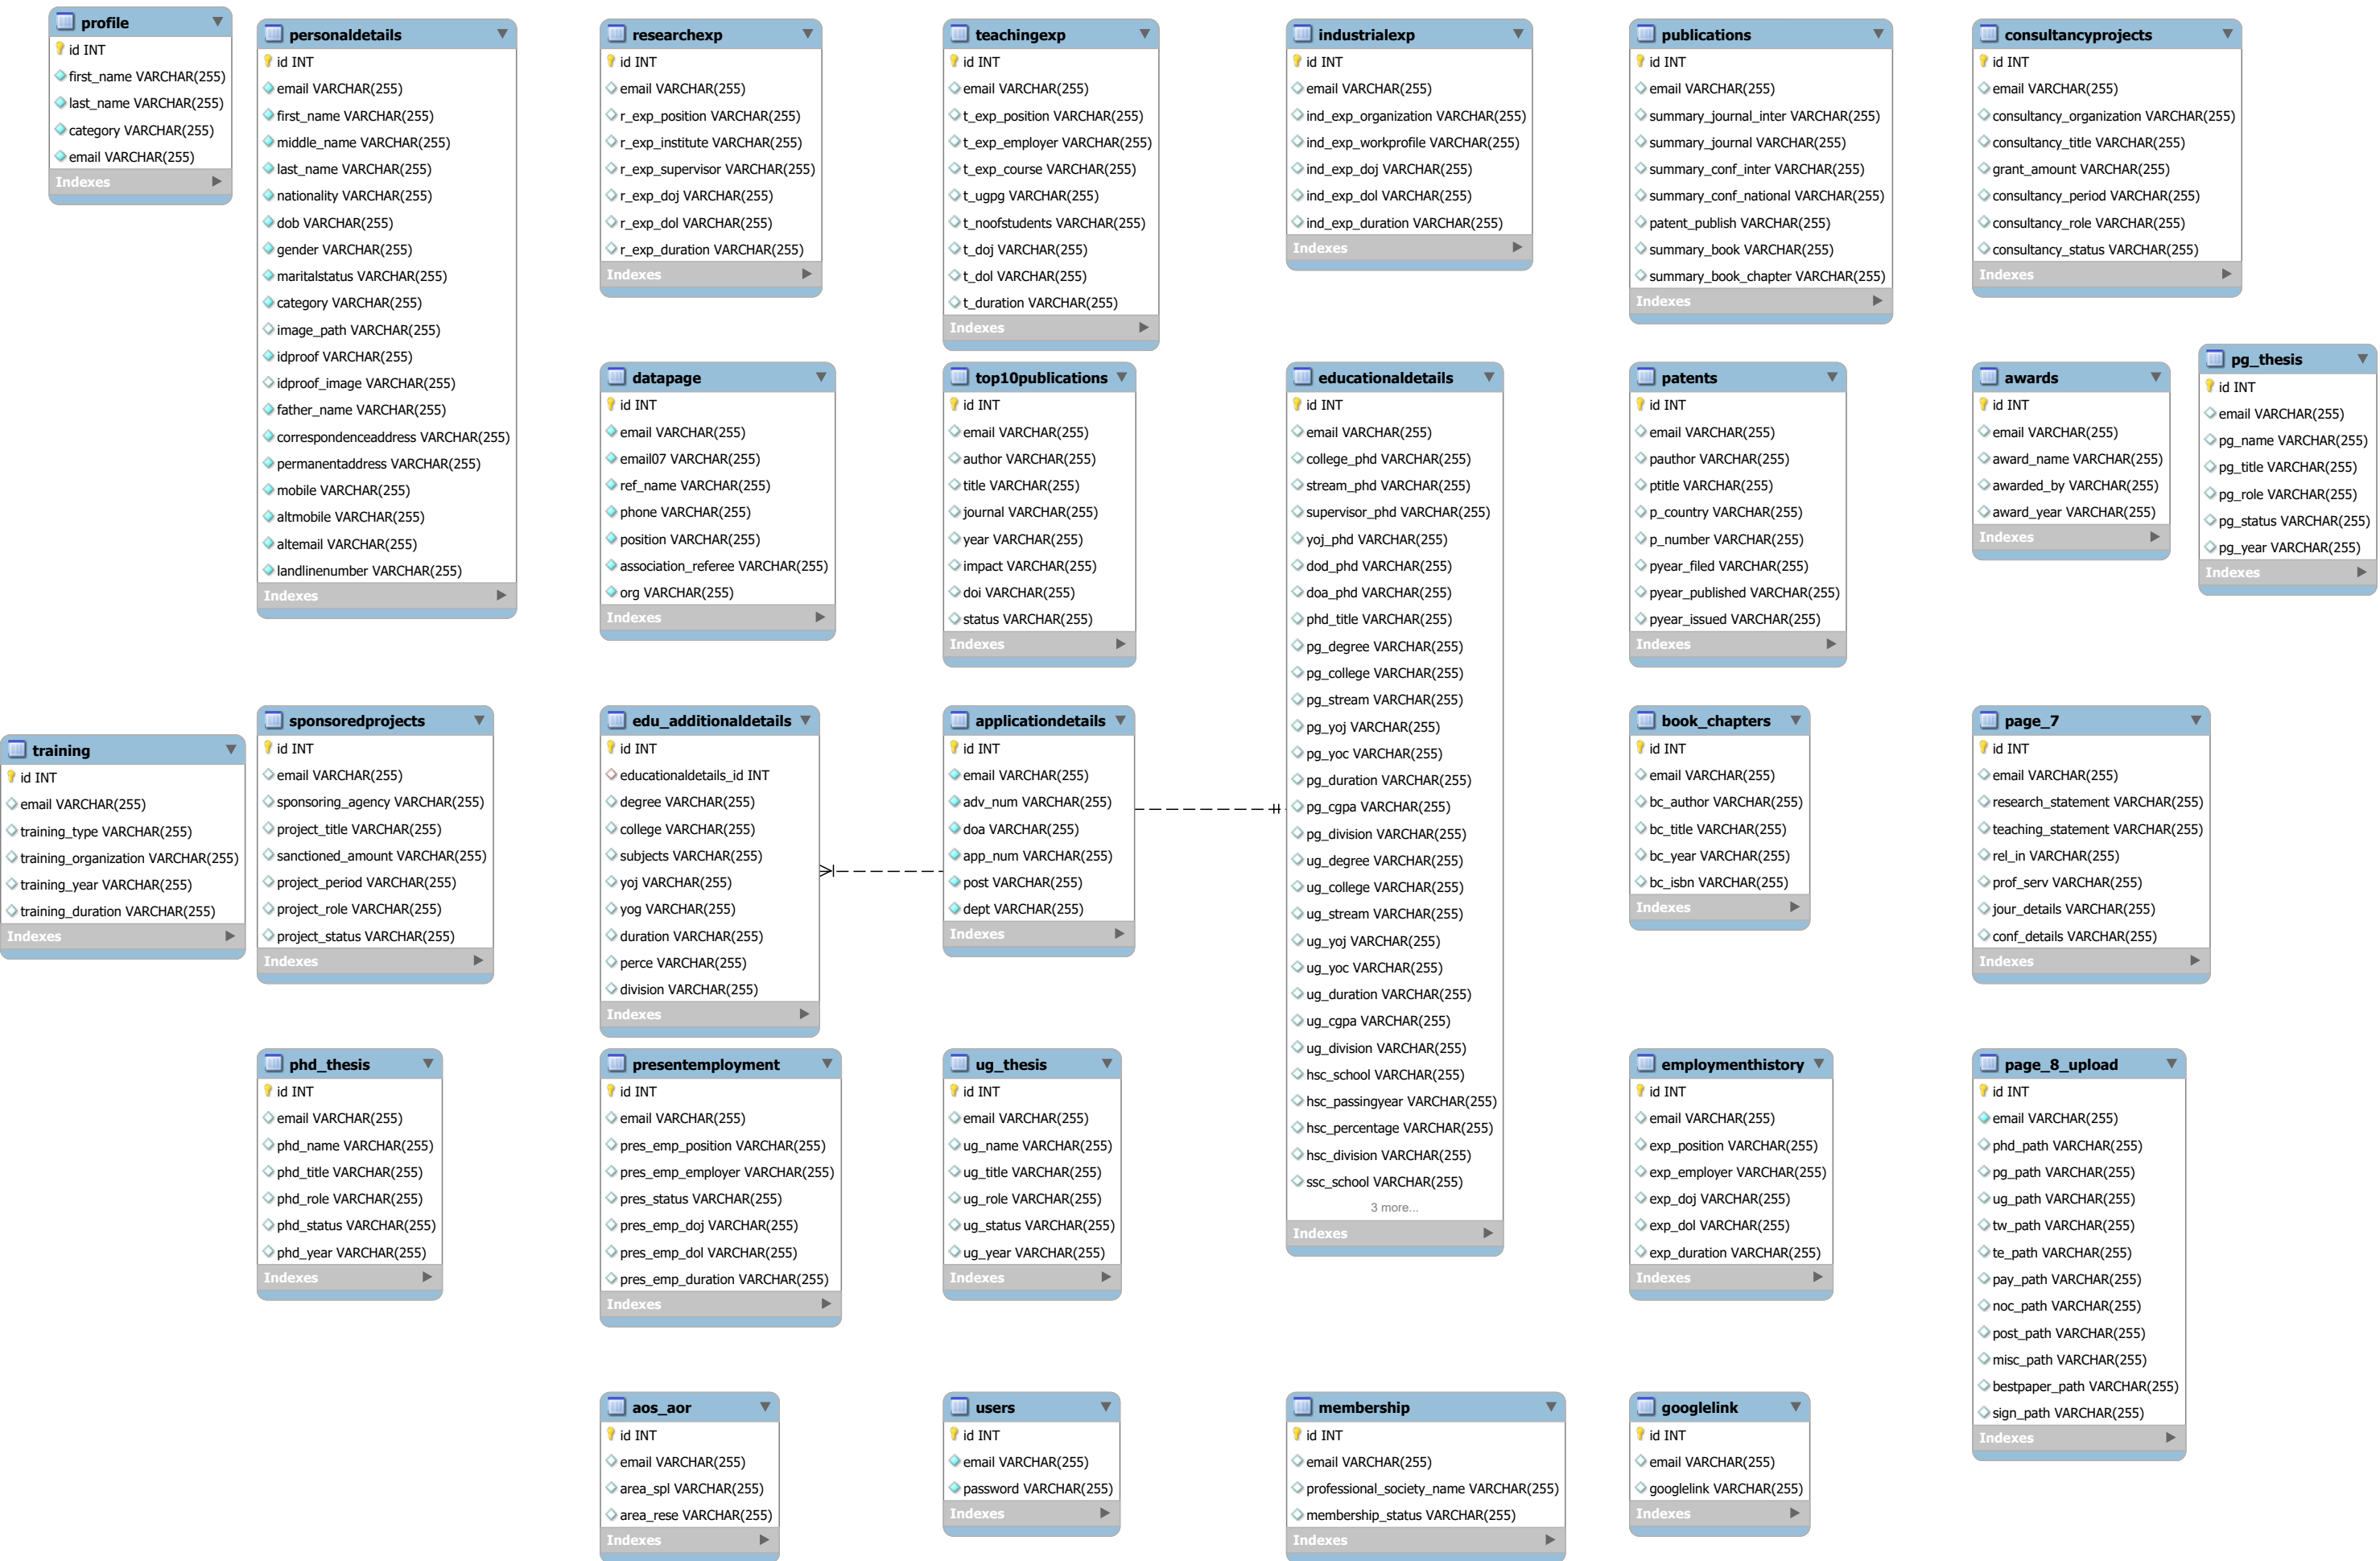 profile
id INT
first_name VARCHAR(255)
last_name VARCHAR(255)
category VARCHAR(255)
email VARCHAR(255)
Indexes
personaldetails
id INT
email VARCHAR(255)
first_name VARCHAR(255)
middle_name VARCHAR(255)
last_name VARCHAR(255)
nationality VARCHAR(255)
dob VARCHAR(255)
gender VARCHAR(255)
maritalstatus VARCHAR(255)
category VARCHAR(255)
image_path VARCHAR(255)
idproof VARCHAR(255)
idproof_image VARCHAR(255)
father_name VARCHAR(255)
correspondenceaddress VARCHAR(255)
permanentaddress VARCHAR(255)
mobile VARCHAR(255)
altmobile VARCHAR(255)
altemail VARCHAR(255)
landlinenumber VARCHAR(255)
Indexes
researchexp
id INT
email VARCHAR(255)
r_exp_position VARCHAR(255)
r_exp_institute VARCHAR(255)
r_exp_supervisor VARCHAR(255)
r_exp_doj VARCHAR(255)
r_exp_dol VARCHAR(255)
r_exp_duration VARCHAR(255)
Indexes
teachingexp
id INT
email VARCHAR(255)
t_exp_position VARCHAR(255)
t_exp_employer VARCHAR(255)
t_exp_course VARCHAR(255)
t_ugpg VARCHAR(255)
t_noofstudents VARCHAR(255)
t_doj VARCHAR(255)
t_dol VARCHAR(255)
t_duration VARCHAR(255)
Indexes
industrialexp
id INT
email VARCHAR(255)
ind_exp_organization VARCHAR(255)
ind_exp_workprofile VARCHAR(255)
ind_exp_doj VARCHAR(255)
ind_exp_dol VARCHAR(255)
ind_exp_duration VARCHAR(255)
Indexes
publications
id INT
email VARCHAR(255)
summary_journal_inter VARCHAR(255)
summary_journal VARCHAR(255)
summary_conf_inter VARCHAR(255)
summary_conf_national VARCHAR(255)
patent_publish VARCHAR(255)
summary_book VARCHAR(255)
summary_book_chapter VARCHAR(255)
Indexes
consultancyprojects
id INT
email VARCHAR(255)
consultancy_organization VARCHAR(255)
consultancy_title VARCHAR(255)
grant_amount VARCHAR(255)
consultancy_period VARCHAR(255)
consultancy_role VARCHAR(255)
consultancy_status VARCHAR(255)
Indexes
datapage
id INT
email VARCHAR(255)
email07 VARCHAR(255)
ref_name VARCHAR(255)
phone VARCHAR(255)
position VARCHAR(255)
association_referee VARCHAR(255)
org VARCHAR(255)
Indexes
top10publications
id INT
email VARCHAR(255)
author VARCHAR(255)
title VARCHAR(255)
journal VARCHAR(255)
year VARCHAR(255)
impact VARCHAR(255)
doi VARCHAR(255)
status VARCHAR(255)
Indexes
educationaldetails
id INT
email VARCHAR(255)
college_phd VARCHAR(255)
stream_phd VARCHAR(255)
supervisor_phd VARCHAR(255)
yoj_phd VARCHAR(255)
dod_phd VARCHAR(255)
doa_phd VARCHAR(255)
phd_title VARCHAR(255)
pg_degree VARCHAR(255)
pg_college VARCHAR(255)
pg_stream VARCHAR(255)
pg_yoj VARCHAR(255)
pg_yoc VARCHAR(255)
pg_duration VARCHAR(255)
pg_cgpa VARCHAR(255)
pg_division VARCHAR(255)
ug_degree VARCHAR(255)
ug_college VARCHAR(255)
ug_stream VARCHAR(255)
ug_yoj VARCHAR(255)
ug_yoc VARCHAR(255)
ug_duration VARCHAR(255)
ug_cgpa VARCHAR(255)
ug_division VARCHAR(255)
hsc_school VARCHAR(255)
hsc_passingyear VARCHAR(255)
hsc_percentage VARCHAR(255)
hsc_division VARCHAR(255)
ssc_school VARCHAR(255)
3 more...
Indexes
patents
id INT
email VARCHAR(255)
pauthor VARCHAR(255)
ptitle VARCHAR(255)
p_country VARCHAR(255)
p_number VARCHAR(255)
pyear_filed VARCHAR(255)
pyear_published VARCHAR(255)
pyear_issued VARCHAR(255)
Indexes
awards
id INT
email VARCHAR(255)
award_name VARCHAR(255)
awarded_by VARCHAR(255)
award_year VARCHAR(255)
Indexes
pg_thesis
id INT
email VARCHAR(255)
pg_name VARCHAR(255)
pg_title VARCHAR(255)
pg_role VARCHAR(255)
pg_status VARCHAR(255)
pg_year VARCHAR(255)
Indexes
training
id INT
email VARCHAR(255)
training_type VARCHAR(255)
training_organization VARCHAR(255)
training_year VARCHAR(255)
training_duration VARCHAR(255)
Indexes
sponsoredprojects
id INT
email VARCHAR(255)
sponsoring_agency VARCHAR(255)
project_title VARCHAR(255)
sanctioned_amount VARCHAR(255)
project_period VARCHAR(255)
project_role VARCHAR(255)
project_status VARCHAR(255)
Indexes
edu_additionaldetails
id INT
educationaldetails_id INT
degree VARCHAR(255)
college VARCHAR(255)
subjects VARCHAR(255)
yoj VARCHAR(255)
yog VARCHAR(255)
duration VARCHAR(255)
perce VARCHAR(255)
division VARCHAR(255)
Indexes
applicationdetails
id INT
email VARCHAR(255)
adv_num VARCHAR(255)
doa VARCHAR(255)
app_num VARCHAR(255)
post VARCHAR(255)
dept VARCHAR(255)
Indexes
book_chapters
id INT
email VARCHAR(255)
bc_author VARCHAR(255)
bc_title VARCHAR(255)
bc_year VARCHAR(255)
bc_isbn VARCHAR(255)
Indexes
page_7
id INT
email VARCHAR(255)
research_statement VARCHAR(255)
teaching_statement VARCHAR(255)
rel_in VARCHAR(255)
prof_serv VARCHAR(255)
jour_details VARCHAR(255)
conf_details VARCHAR(255)
Indexes
phd_thesis
id INT
email VARCHAR(255)
phd_name VARCHAR(255)
phd_title VARCHAR(255)
phd_role VARCHAR(255)
phd_status VARCHAR(255)
phd_year VARCHAR(255)
Indexes
presentemployment
id INT
email VARCHAR(255)
pres_emp_position VARCHAR(255)
pres_emp_employer VARCHAR(255)
pres_status VARCHAR(255)
pres_emp_doj VARCHAR(255)
pres_emp_dol VARCHAR(255)
pres_emp_duration VARCHAR(255)
Indexes
ug_thesis
id INT
email VARCHAR(255)
ug_name VARCHAR(255)
ug_title VARCHAR(255)
ug_role VARCHAR(255)
ug_status VARCHAR(255)
ug_year VARCHAR(255)
Indexes
employmenthistory
id INT
email VARCHAR(255)
exp_position VARCHAR(255)
exp_employer VARCHAR(255)
exp_doj VARCHAR(255)
exp_dol VARCHAR(255)
exp_duration VARCHAR(255)
Indexes
page_8_upload
id INT
email VARCHAR(255)
phd_path VARCHAR(255)
pg_path VARCHAR(255)
ug_path VARCHAR(255)
tw_path VARCHAR(255)
te_path VARCHAR(255)
pay_path VARCHAR(255)
noc_path VARCHAR(255)
post_path VARCHAR(255)
misc_path VARCHAR(255)
bestpaper_path VARCHAR(255)
sign_path VARCHAR(255)
Indexes
aos_aor
id INT
email VARCHAR(255)
area_spl VARCHAR(255)
area_rese VARCHAR(255)
Indexes
users
id INT
email VARCHAR(255)
password VARCHAR(255)
Indexes
membership
id INT
email VARCHAR(255)
professional_society_name VARCHAR(255)
membership_status VARCHAR(255)
Indexes
googlelink
id INT
email VARCHAR(255)
googlelink VARCHAR(255)
Indexes